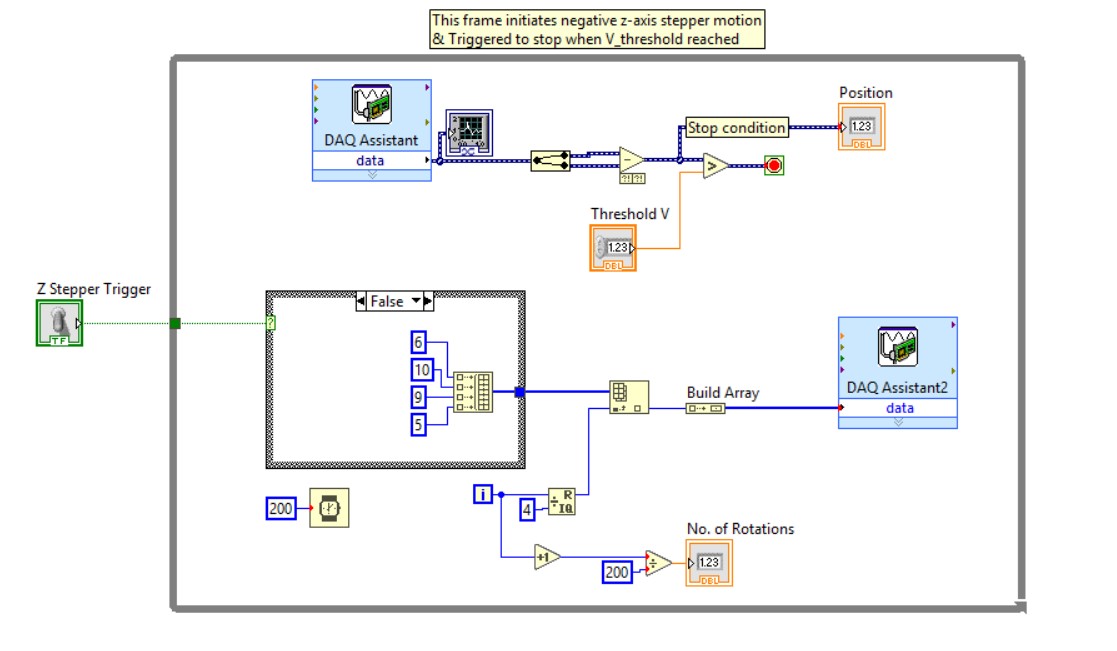 This frame initiates negative z-axis stepper motion
& Triggered to stop when V_threshold reached
DAQ Assistant
data
Stop condition
Position
1.23
DBL
Threshold V
1.23
DBL
Z Stepper Trigger
TF
?
False
6
10
9
5
Build Array
DAQ Assistant2
data
200
i
4
R
IQ
+1
200
No. of Rotations
1.23
DBL